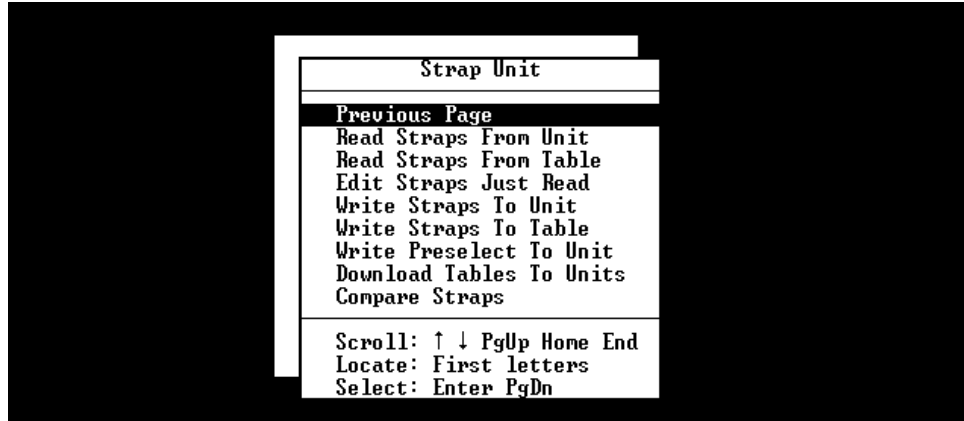 Strap Unit
Previous Page
Read Straps From Unit
Read Straps From Table
Edit Straps Just Read
Write Straps To Unit
Write Straps To Table
Write Preselect To Unit
Download Tables To Units
Compare Straps
Scroll: ↑ ↓ PgUp Home End
Locate: First letters
Select: Enter PgDn